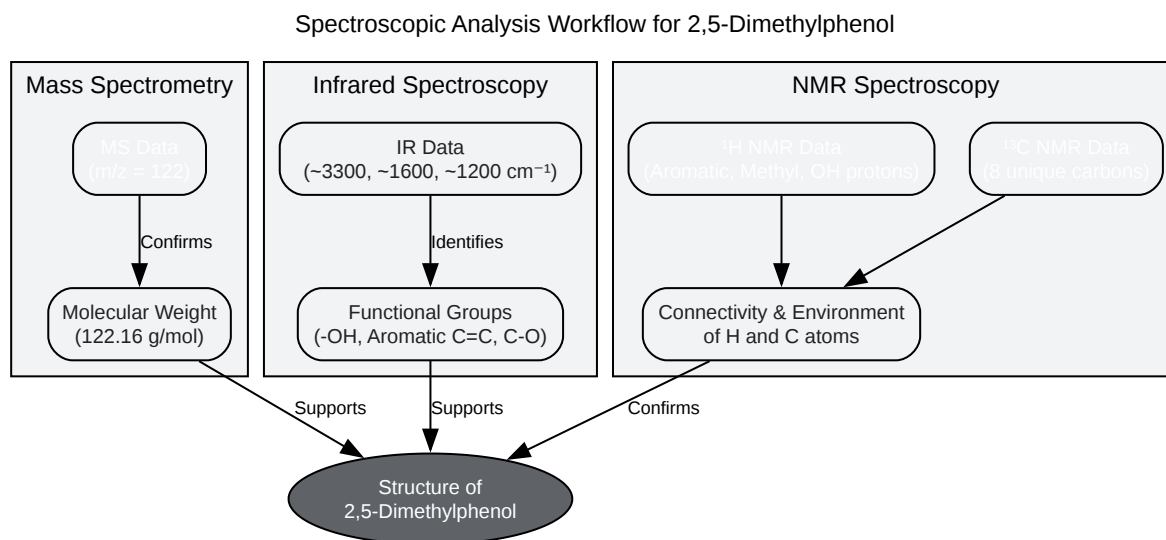 Spectroscopic Analysis Workflow for 2,5-Dimethylphenol
Mass Spectrometry
MS Data
(m/z = 122)
Confirms
Molecular Weight
(122.16 g/mol)
Infrared Spectroscopy
IR Data
(~3300, ~1600, ~1200 cm⁻¹)
Identifies
Functional Groups
(-OH, Aromatic C=C, C-O)
NMR Spectroscopy
¹H NMR Data
(Aromatic, Methyl, OH protons)
¹³C NMR Data
(8 unique carbons)
Connectivity & Environment
of H and C atoms
Supports
Supports
Confirms
Structure of
2,5-Dimethylphenol